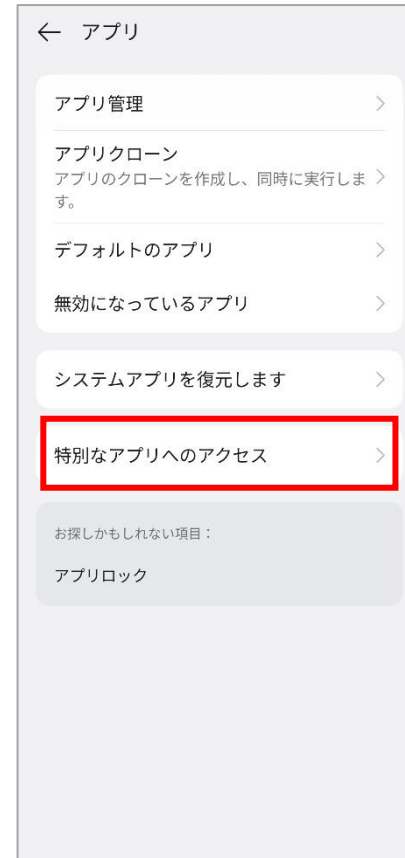 アプリ
アプリ管理
アプリクローン
アプリのクローンを作成し、同時に実行しま
す。
デフォルトのアプリ
無効になっているアプリ
システムアプリを復元します
特別なアプリへのアクセス
お探しかもしれない項目：
アプリロック